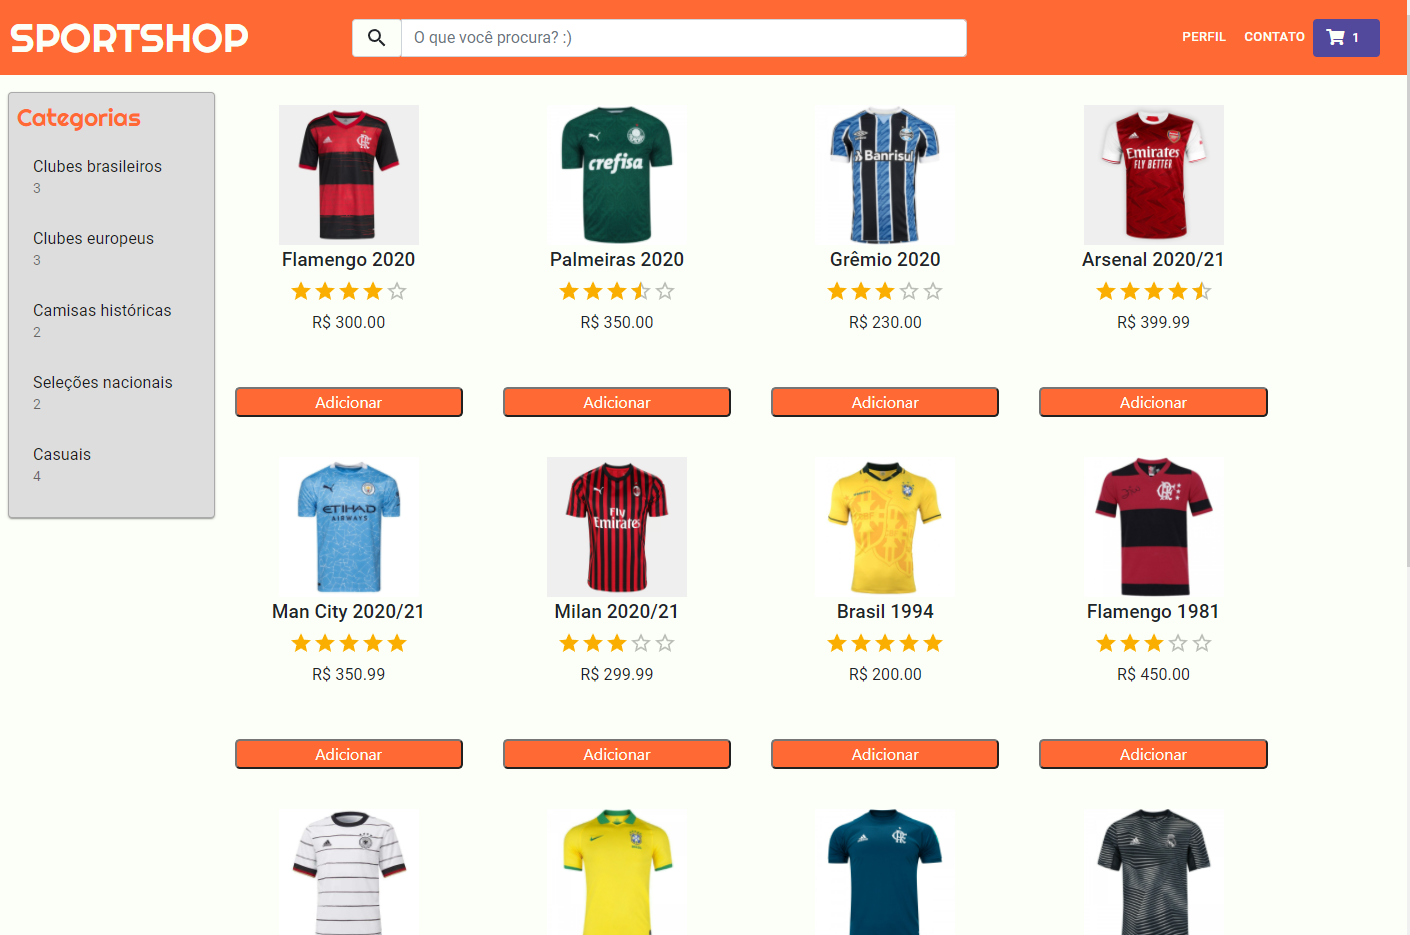 SPORTSHOP
O que você procura? :)
PERFIL
CONTATO
1
Categorias
Clubes brasileiros
3
Clubes europeus
3
Camisas históricas
2
Seleções nacionais
2
Casuais
4
crefisa
Banrisul
Emirates
FLY BETTER
Flamengo 2020
Palmeiras 2020
Grêmio 2020
Arsenal 2020/21
R$ 300.00
R$ 350.00
R$ 230.00
R$ 399.99
Adicionar
Adicionar
Adicionar
Adicionar
ETIHAD
AIRWAYS
Fly
Emirates
Man City 2020/21
Milan 2020/21
Brasil 1994
Flamengo 1981
R$ 350.99
R$ 299.99
R$ 200.00
R$ 450.00
Adicionar
Adicionar
Adicionar
Adicionar